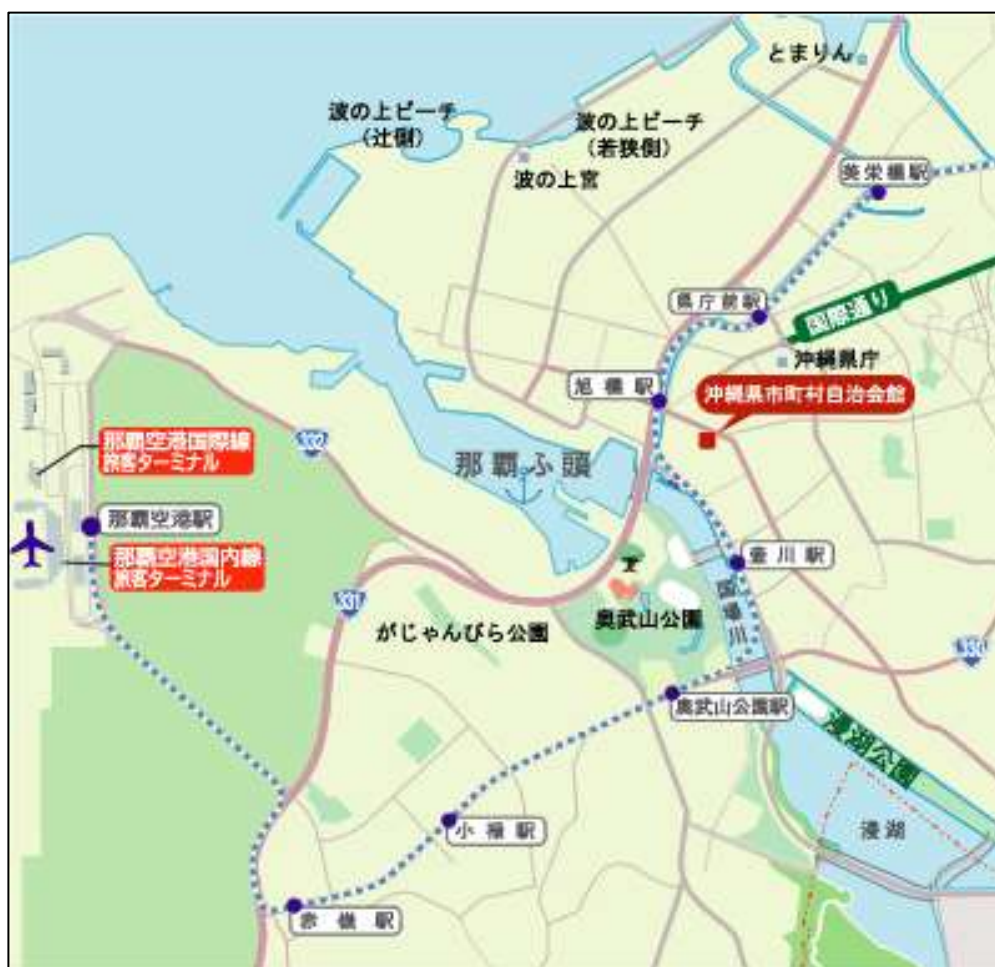 とまりん
波の上ビーチ
(辻側)
波の上ビーチ
(若狭側)
波の上宮
美栄橋駅
県庁前駅
国際通り
沖縄県庁
旭橋駅
沖縄県市町村自治会館
332
那覇空港国際線
旅客ターミナル
那覇ふ頭
那覇空港駅
那覇空港国内線
旅客ターミナル
壺川駅
331
がじゃんびら公園
奥武山公園
国場川
330
奥武山公園駅
漫湖公園
小禄駅
漫湖
赤嶺駅